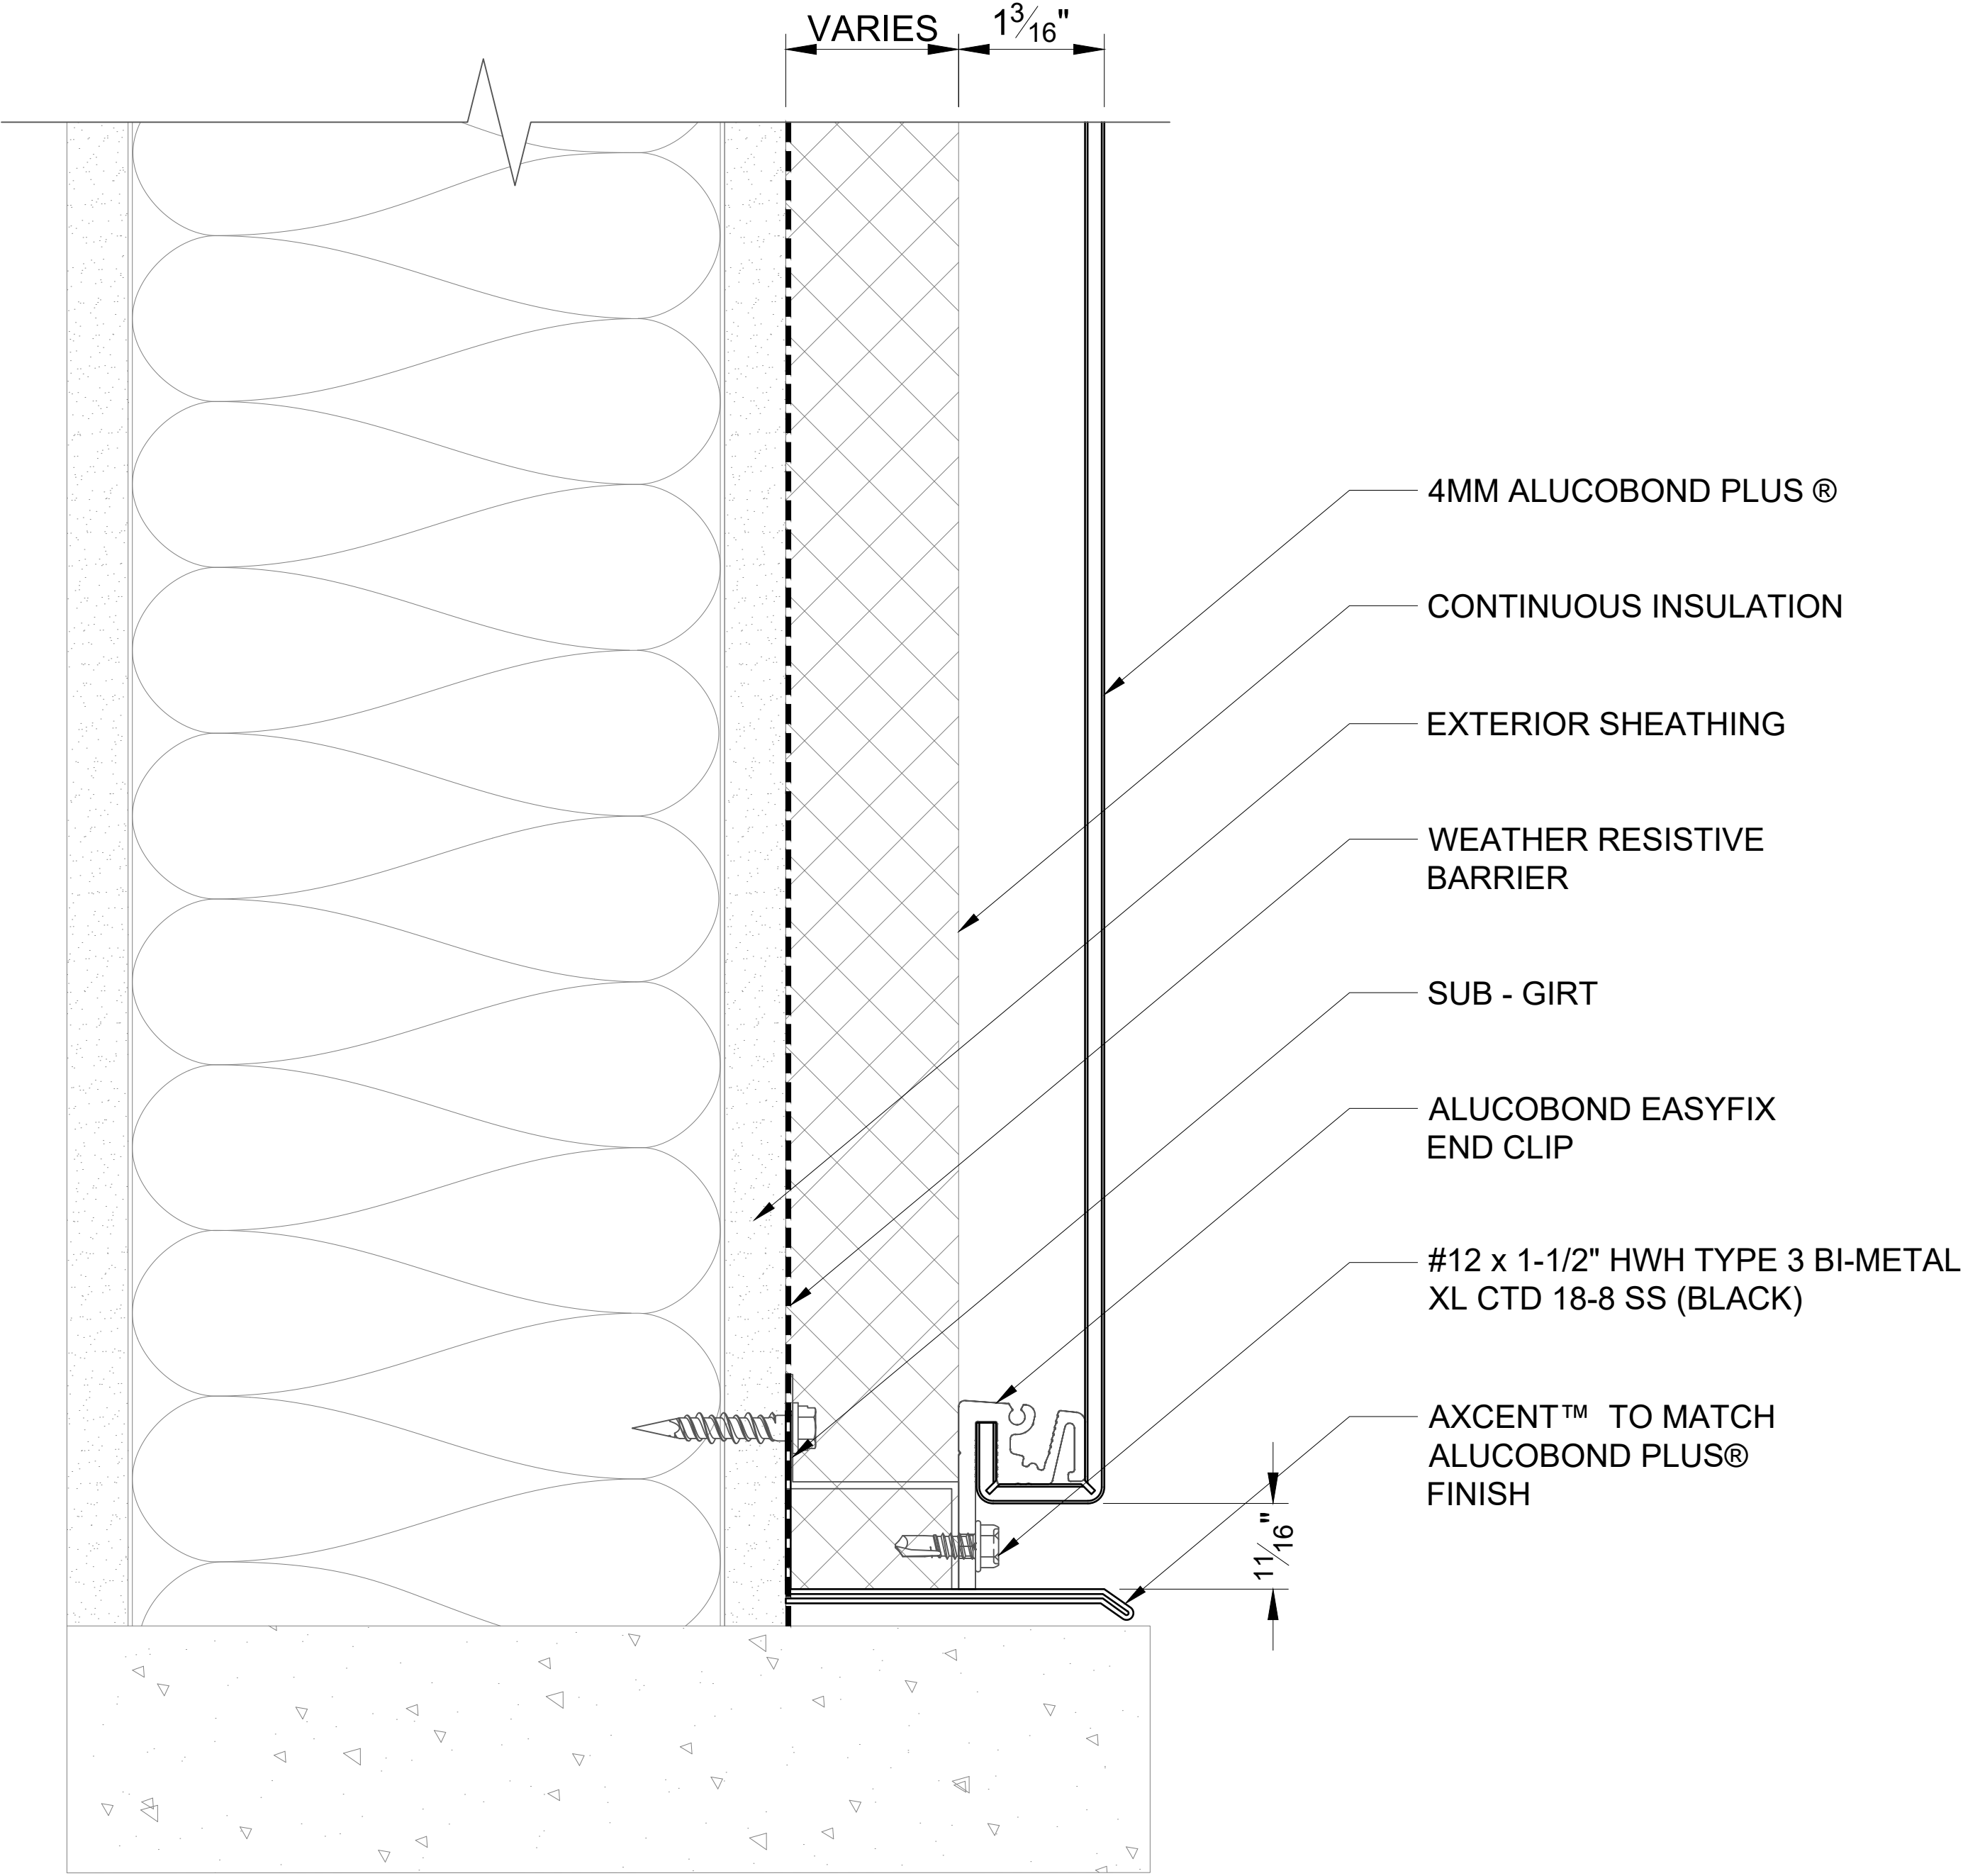 VARIES
1 3/16"
4MM ALUCOBOND PLUS ®
CONTINUOUS INSULATION
EXTERIOR SHEATHING
WEATHER RESISTIVE
BARRIER
SUB - GIRT
ALUCOBOND EASYFIX
END CLIP
#12 x 1-1/2" HWH TYPE 3 BI-METAL
XL CTD 18-8 SS (BLACK)
AXCENT™ TO MATCH
ALUCOBOND PLUS®
FINISH
11/16"